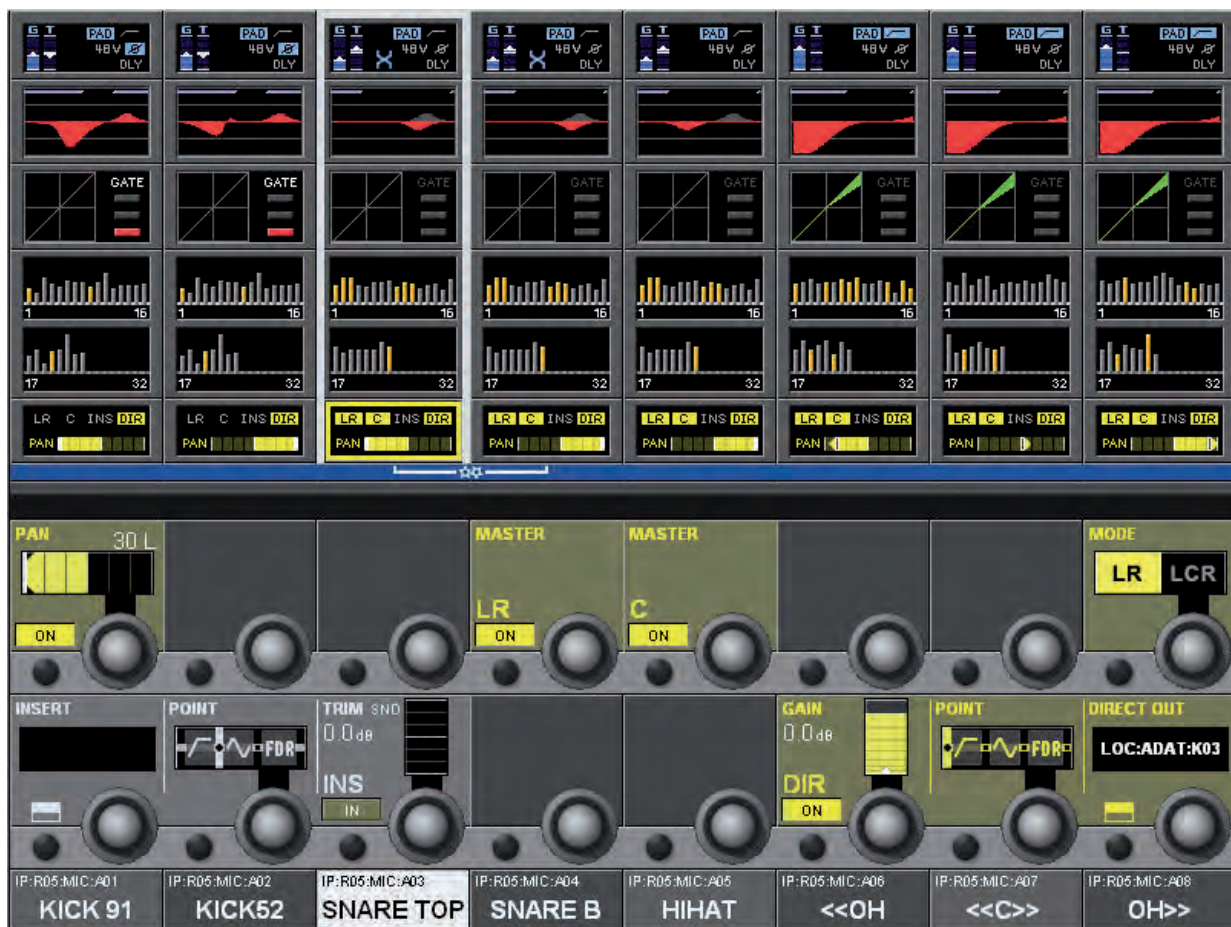 G T PAD G T PAD G T PAD G T PAD G T PAD G T PAD G T PAD G T PAD
48V 48V 48V 48V 48V 48V 48V 48V
DLY DLY DLY DLY DLY DLY DLY DLY
GATE GATE GATE GATE GATE GATE GATE GATE
1 16 1 16 1 16 1 16 1 16 1 16 1 16 1 16
17 32 17 32 17 32 17 32 17 32 17 32 17 32 17 32
LR C INS DIR LR C INS DIR LR C INS DIR LR C INS DIR LR C INS DIR LR C INS DIR LR C INS DIR LR C INS DIR
PAN PAN PAN PAN PAN PAN PAN PAN
PAN MASTER MASTER MODE
30 L
LR LCR
LR C
ON ON ON
INSERT POINT TRIM SND GAIN POINT DIRECT OUT
0.0dB 0.0dB
FDR FDR LOC:ADAT:K03
INS DIR
IN ON
IP:R05:MIC:A01 IP:R05:MIC:A02 IP:R05:MIC:A03 IP:R05:MIC:A04 IP:R05:MIC:A05 IP:R05:MIC:A06 IP:R05:MIC:A07 IP:R05:MIC:A08
KICK 91 KICK52 SNARE TOP SNARE B HIHAT <<OH <<C>> OH>>